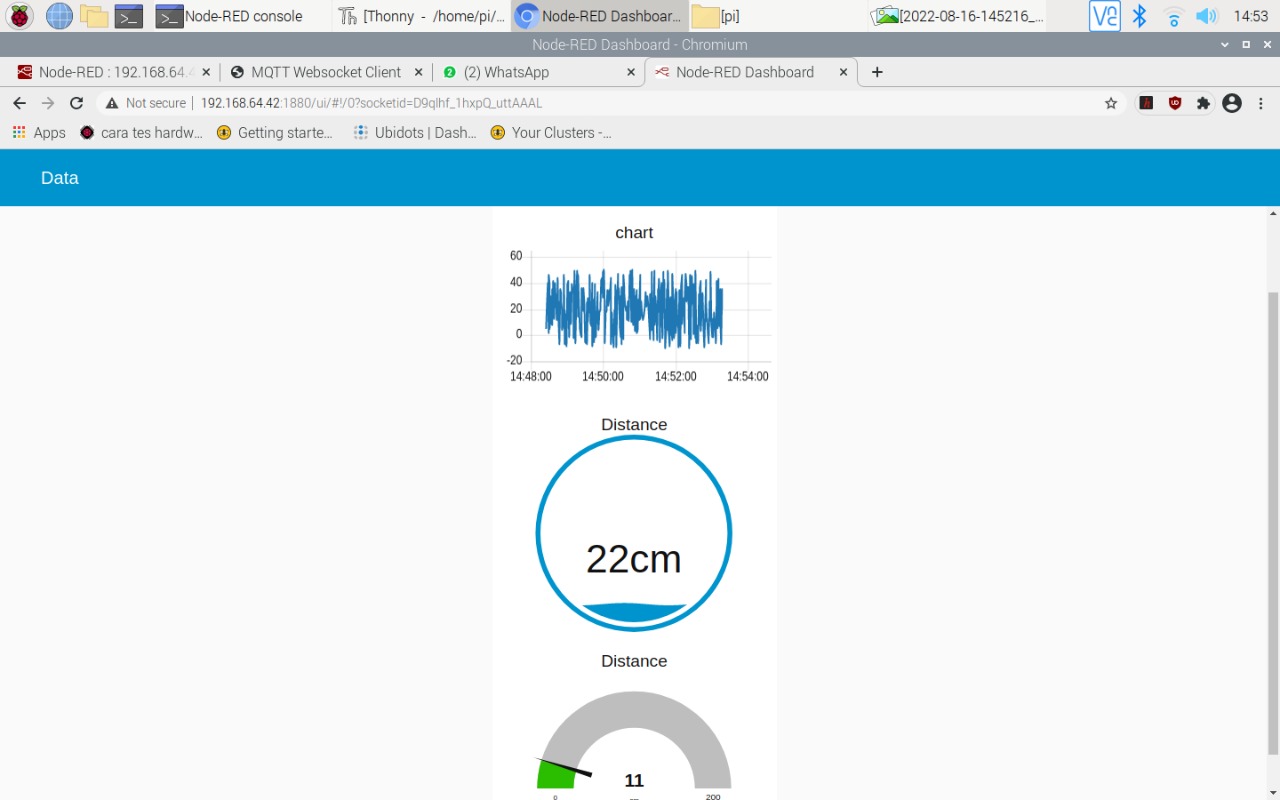 Node-RED console
[Thonny - /home/pi/...
Node-RED Dashboar...
[pi]
[2022-08-16-145216_...
14:53
Node-RED Dashboard - Chromium
Node-RED : 192.168.64.4
MQTT Websocket Client
(2) WhatsApp
Node-RED Dashboard
Not secure
192.168.64.42:1880/ui/#!/0?socketid=D9qlhf_1hxpQ_uttAAAL
Apps
cara tes hardw...
Getting starte...
Ubidots | Dash...
Your Clusters -...
Data
chart
60
40
20
0
-20
14:48:00 14:50:00 14:52:00 14:54:00
Distance
22cm
Distance
11
0
200